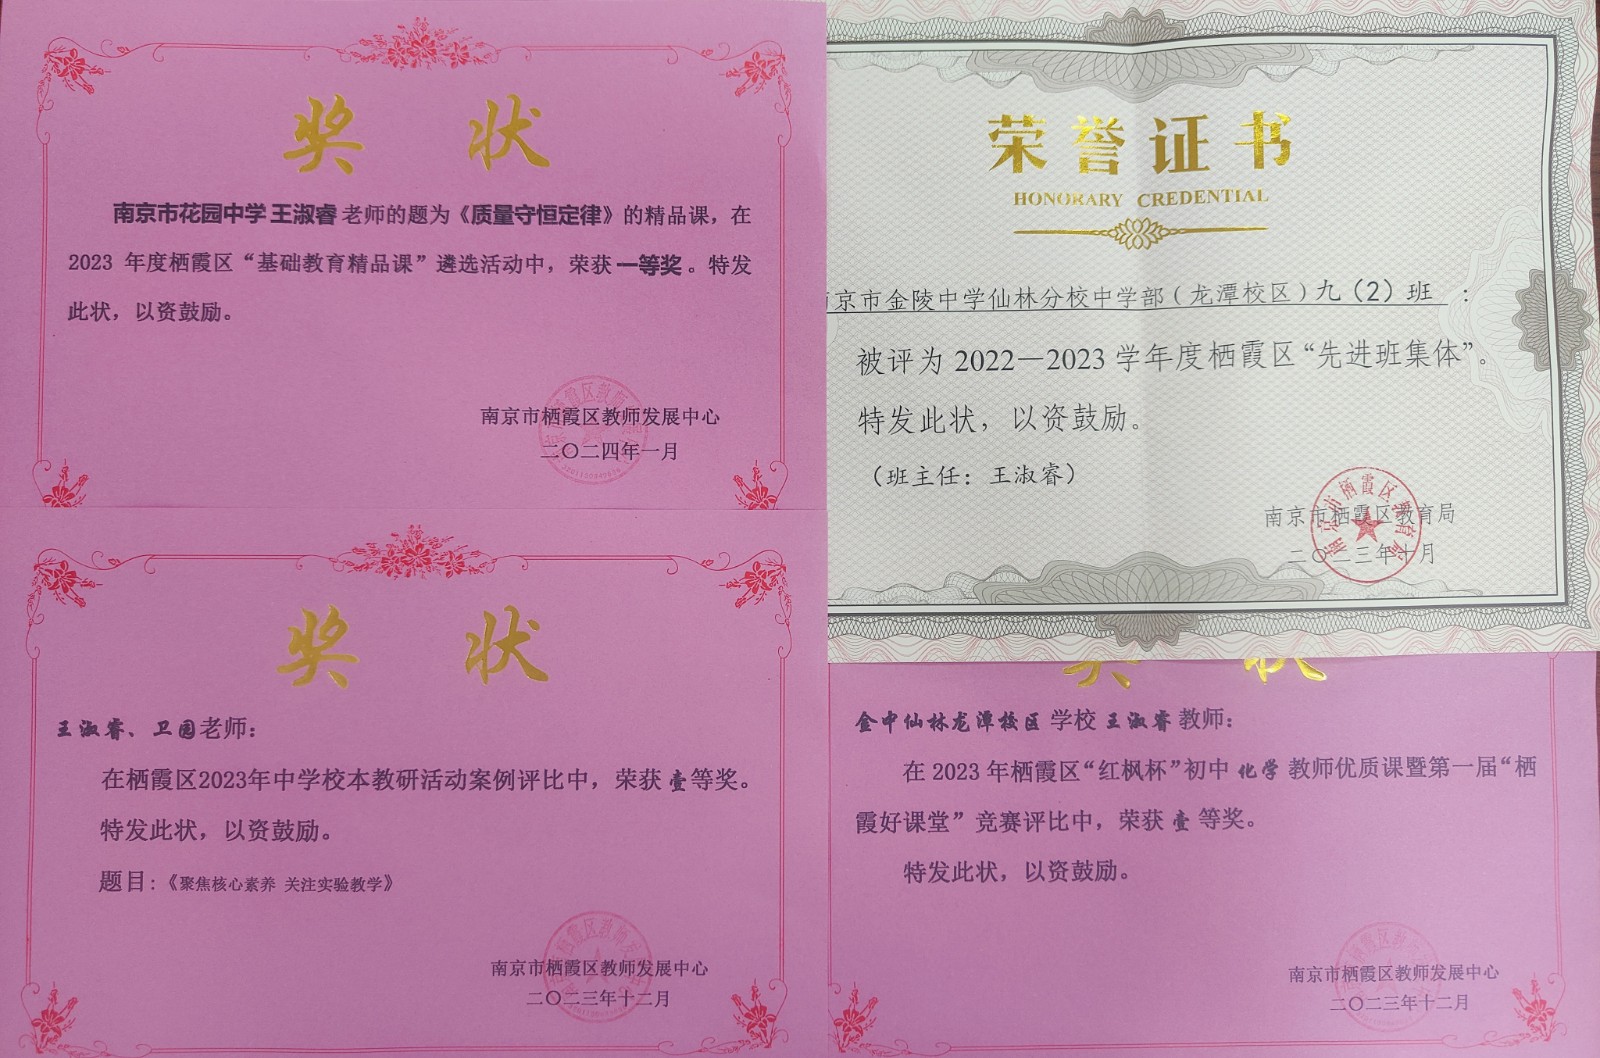 奖 状
南京市花园中学 王淑睿 老师的题为《质量守恒定律》的精品课，在
2023 年度栖霞区“基础教育精品课”遴选活动中，荣获 一等奖 。特发
此状，以资鼓励。
南京市栖霞区教师发展中心
二〇二四年一月
荣誉证书
HONORARY CREDENTIAL
京市金陵中学仙林分校中学部（龙潭校区）九（2）班 ：
被评为 2022—2023 学年度栖霞区“先进班集体”。
特发此状，以资鼓励。
（班主任：王淑睿）
南京市栖霞区教育局
二〇二三年十月
奖 状
王淑睿、卫园老师：
在栖霞区2023年中学校本教研活动案例评比中，荣获 壹等奖。
特发此状，以资鼓励。
题目：《聚焦核心素养 关注实验教学》
南京市栖霞区教师发展中心
二〇二三年十二月
奖 状
金中仙林龙潭校区 学校 王淑睿 教师：
在 2023 年栖霞区“红枫杯”初中 化学 教师优质课暨第一届“栖
霞好课堂”竞赛评比中，荣获 壹 等奖。
特发此状，以资鼓励。
南京市栖霞区教师发展中心
二〇二三年十二月